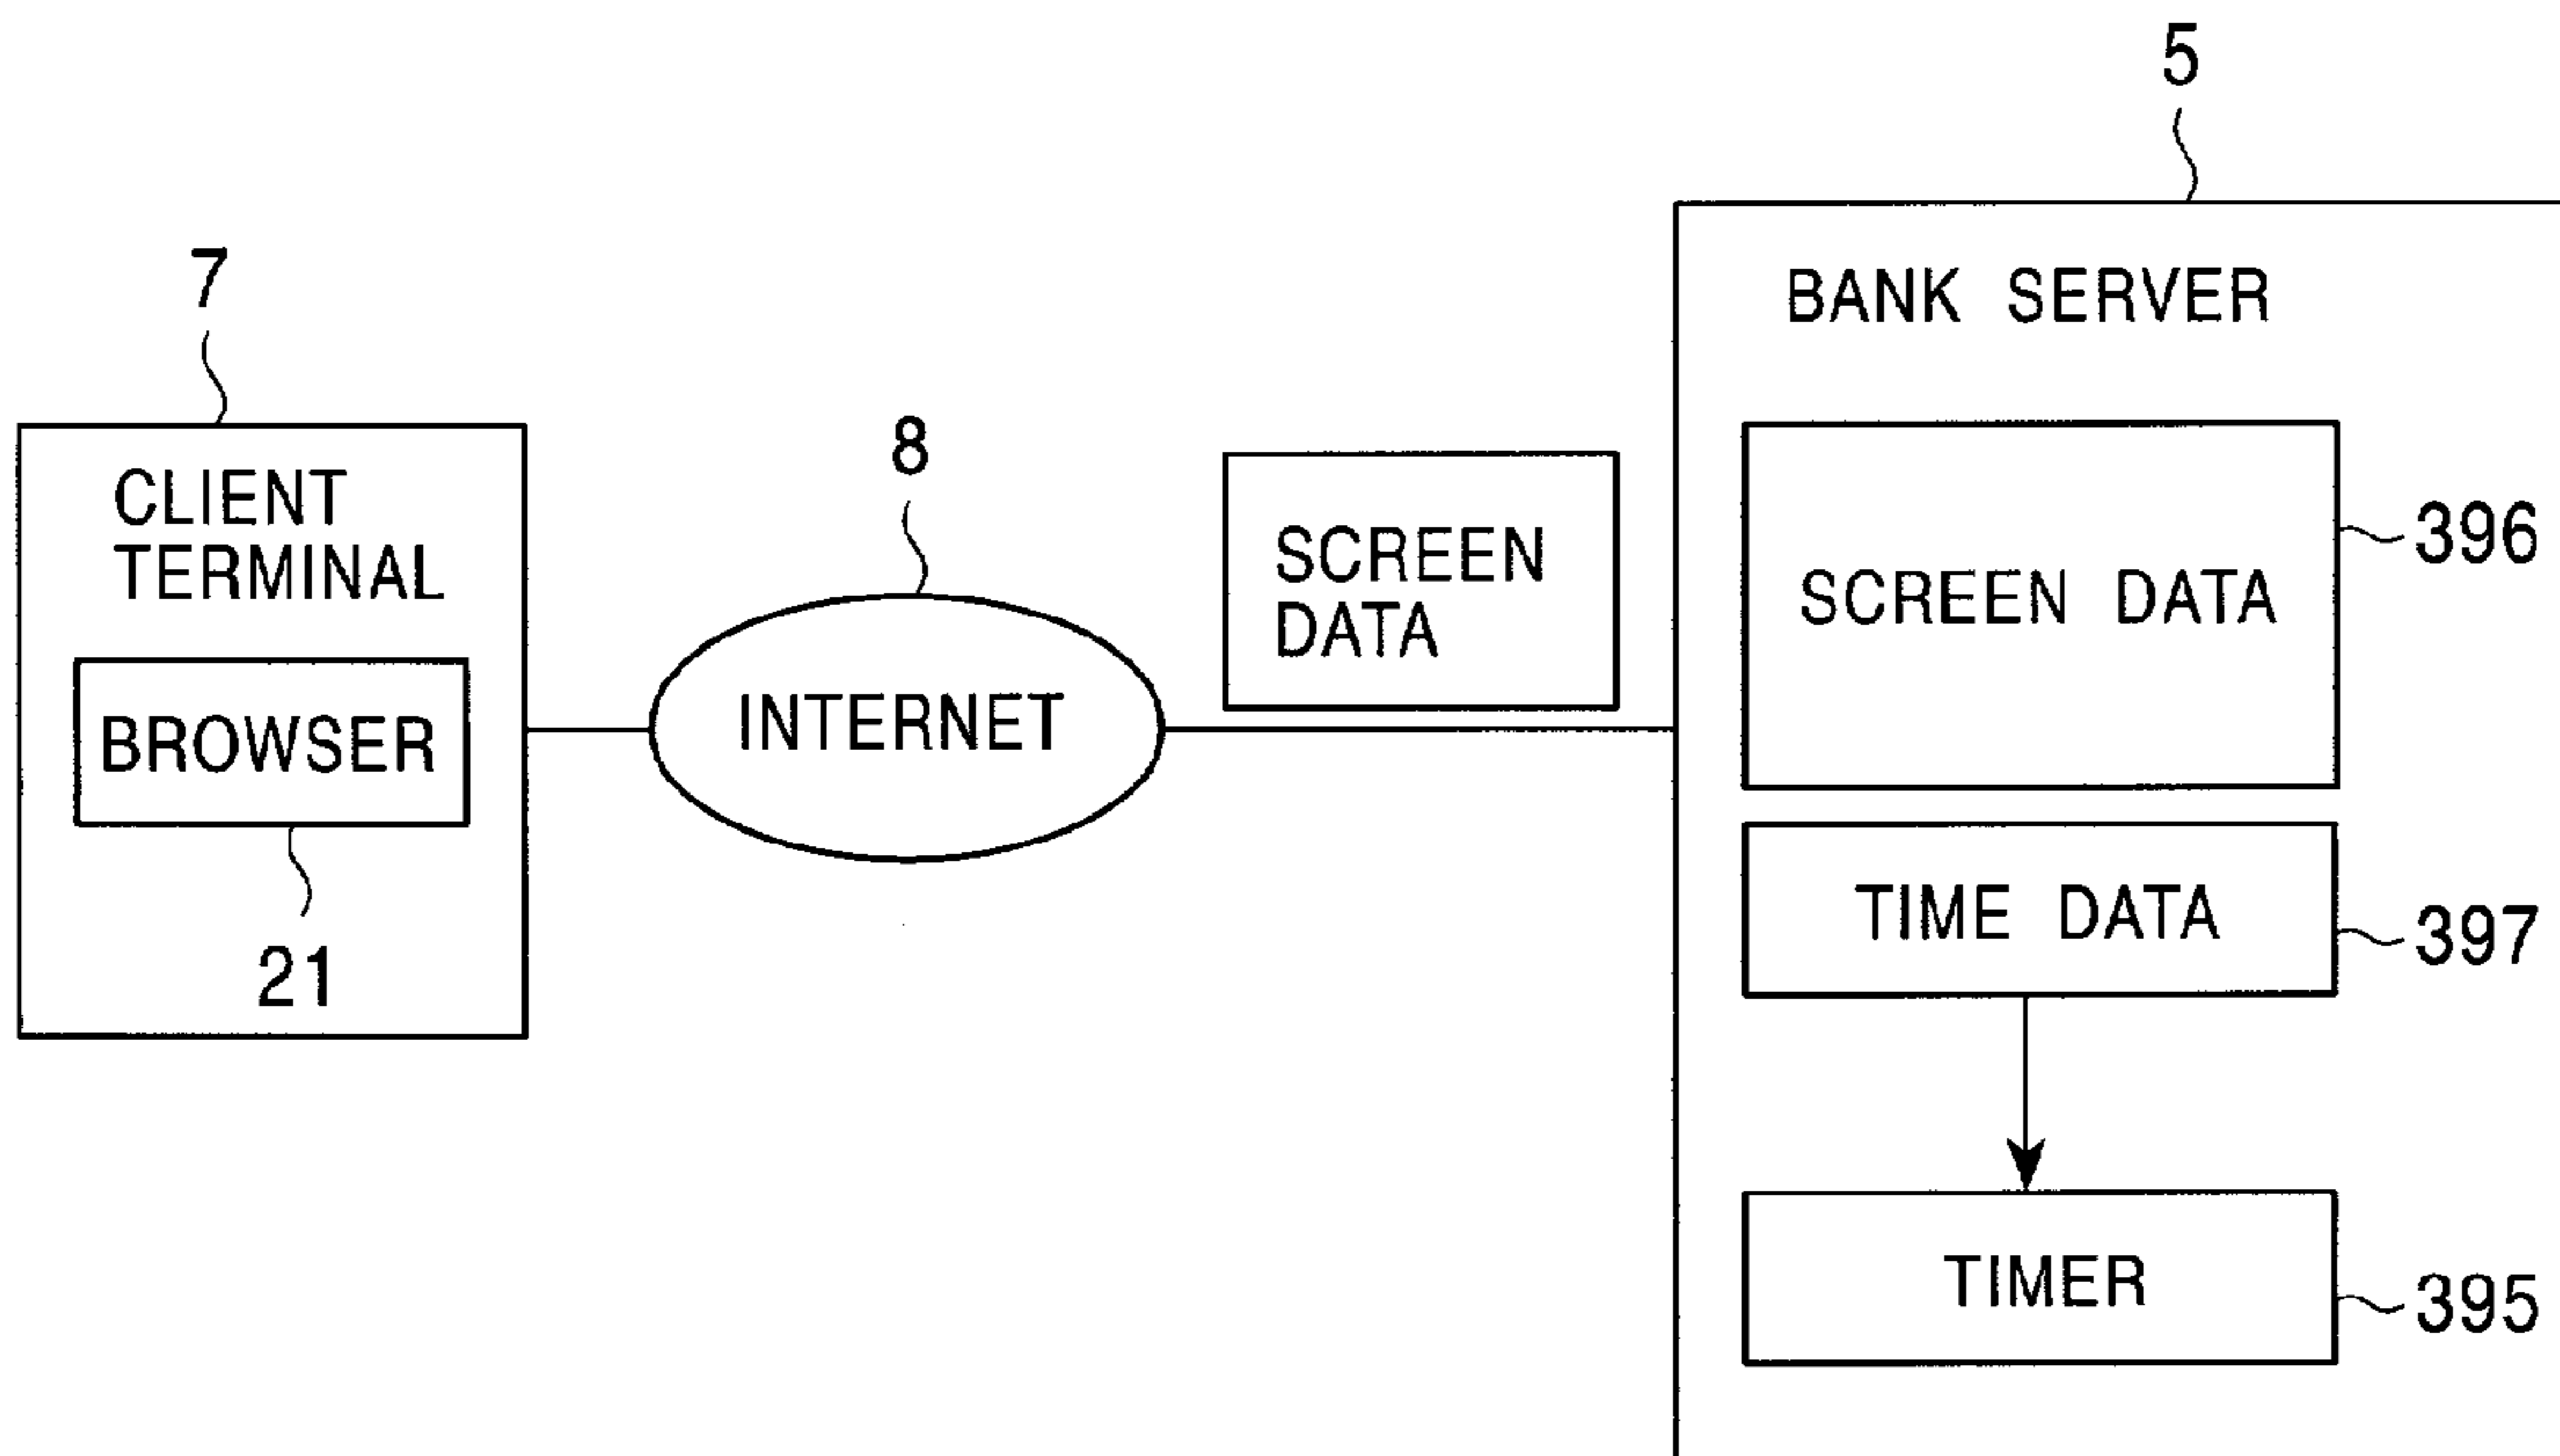 5
BANK SERVER
7
CLIENT
TERMINAL
BROWSER
21
8
INTERNET
SCREEN
DATA
SCREEN DATA
396
TIME DATA
397
TIMER
395